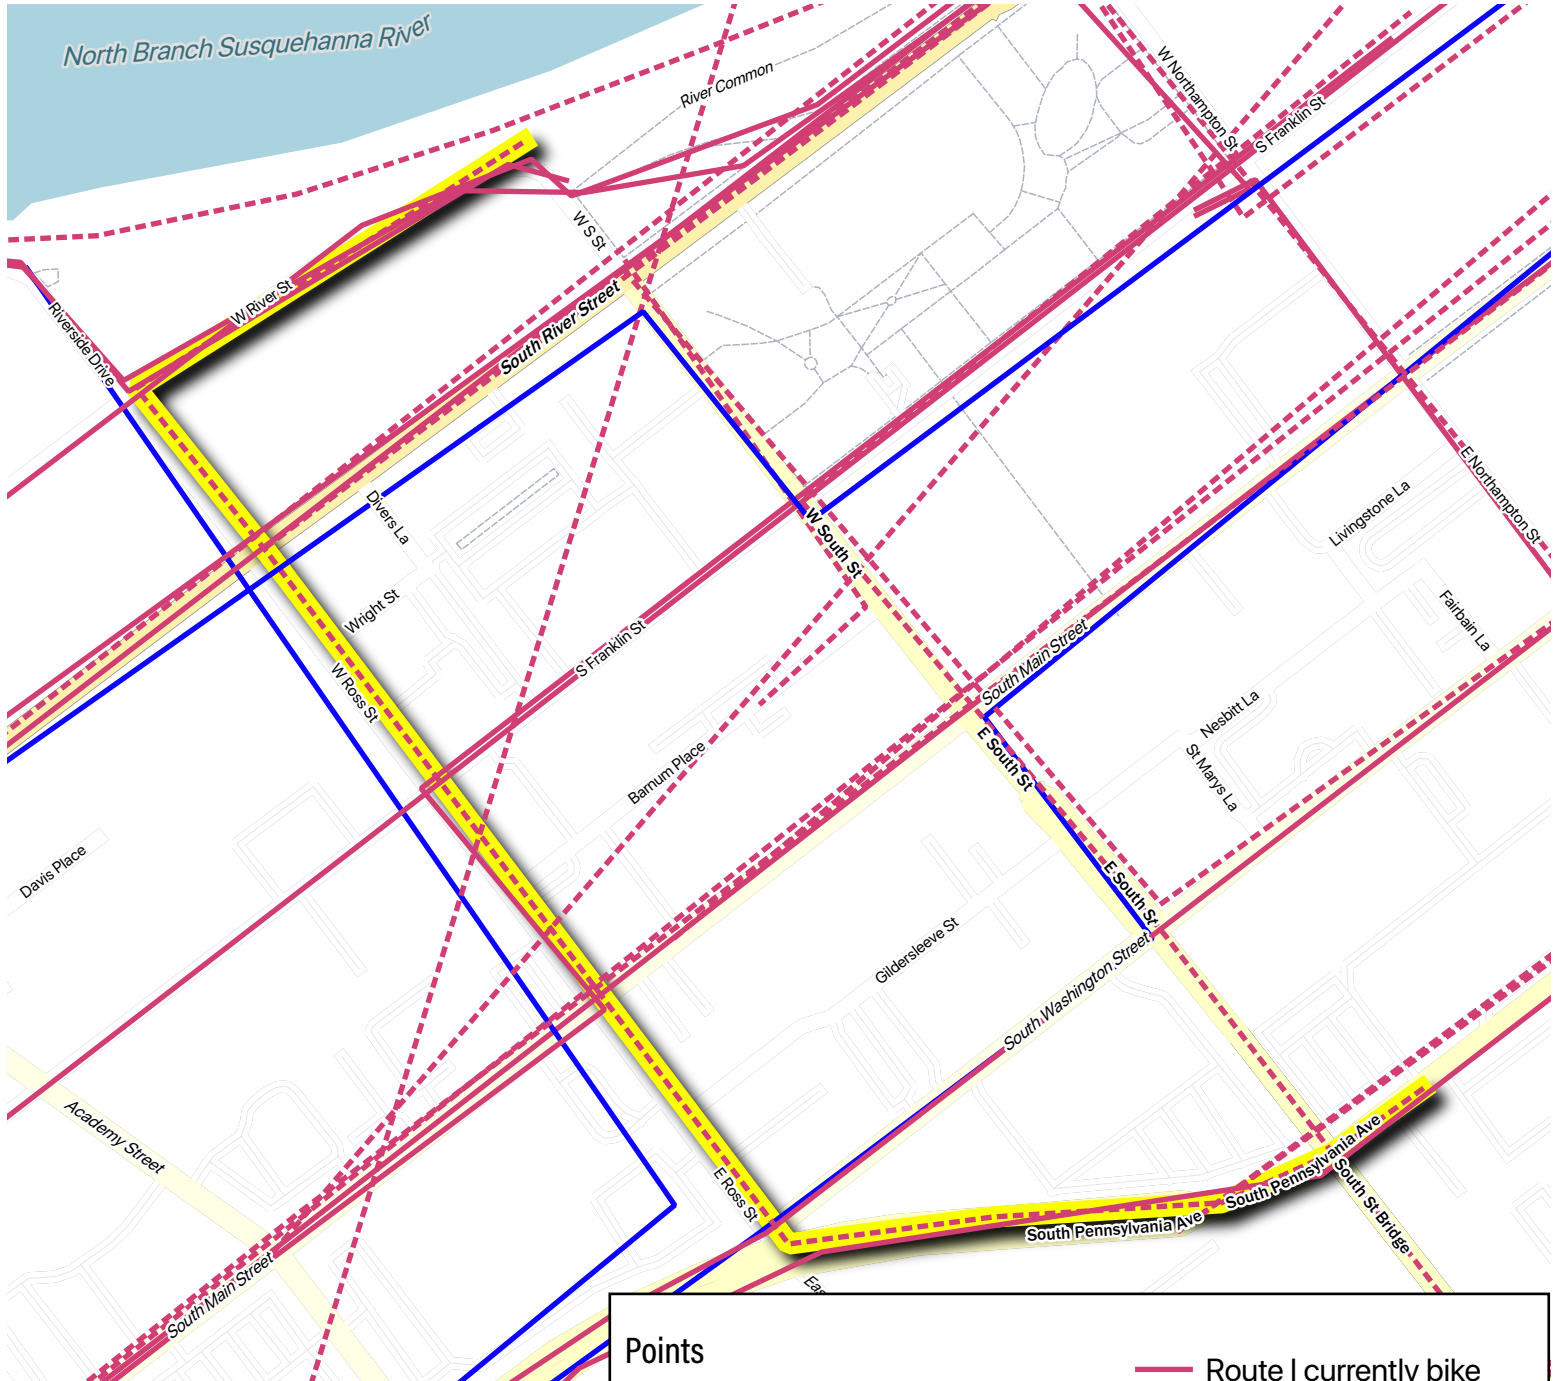 North Branch Susquehanna River
River Common
W Northampton St
S Franklin St
W S St
W River St
Riverside Drive
South River Street
Divers La
Wright St
W South St
E Northampton St
Livingstone La
Fairbain La
S Franklin St
W Ross St
South Main Street
Nesbitt La
E South St
St Marys La
Barnum Place
Davis Place
E South St
Gildersleeve St
South Washington Street
Academy Street
E Ross St
South Pennsylvania Ave
South Pennsylvania Ave
South St Bridge
South Main Street
Points
Route I currently bike